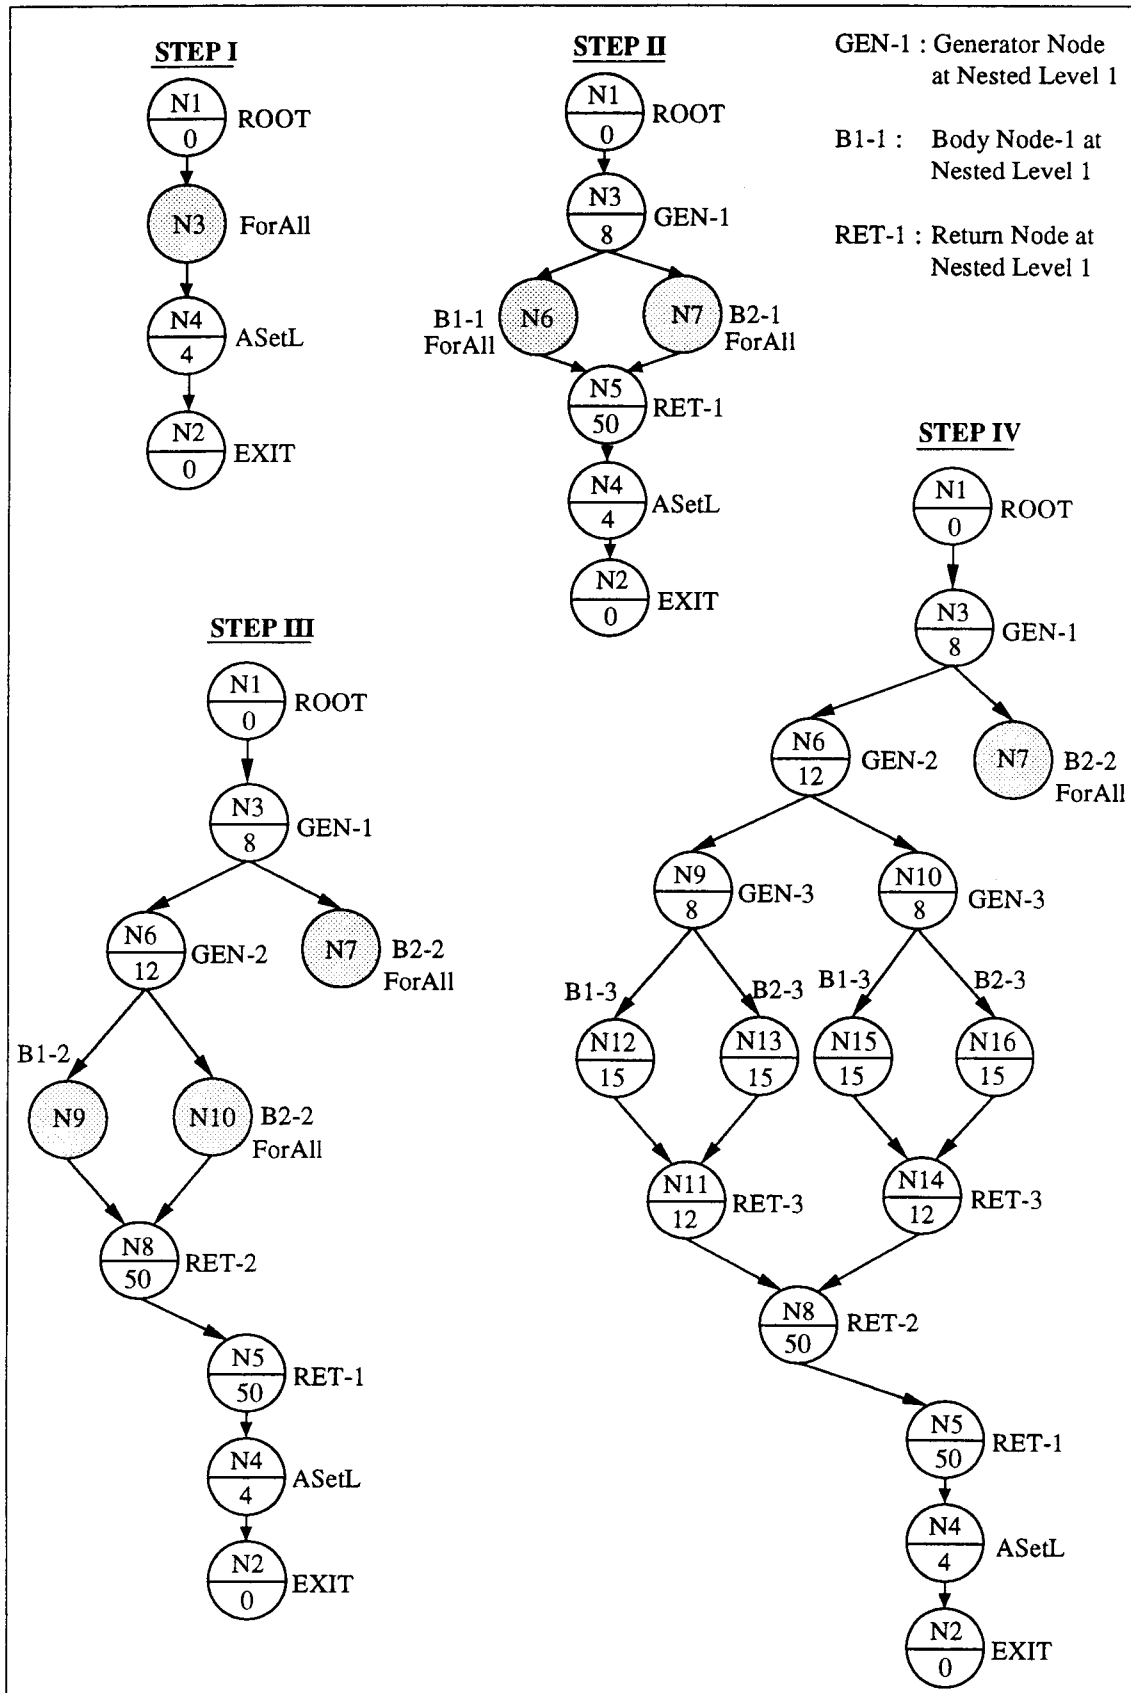 STEP I
N1
0
ROOT
N3
ForAll
N4
4
ASetL
N2
0
EXIT
STEP II
N1
0
ROOT
N3
8
GEN-1
B1-1
ForAll
N6
N7
B2-1
ForAll
N5
50
RET-1
N4
4
ASetL
N2
0
EXIT
GEN-1 : Generator Node
at Nested Level 1
B1-1 : Body Node-1 at
Nested Level 1
RET-1 : Return Node at
Nested Level 1
STEP III
N1
0
ROOT
N3
8
GEN-1
N6
12
GEN-2
N7
B2-2
ForAll
B1-2
N9
N10
B2-2
ForAll
N8
50
RET-2
N5
50
RET-1
N4
4
ASetL
N2
0
EXIT
STEP IV
N1
0
ROOT
N3
8
GEN-1
N6
12
GEN-2
N7
B2-2
ForAll
N9
8
GEN-3
N10
8
GEN-3
B1-3
B2-3
B1-3
B2-3
N12
15
N13
15
N15
15
N16
15
N11
12
RET-3
N14
12
RET-3
N8
50
RET-2
N5
50
RET-1
N4
4
ASetL
N2
0
EXIT